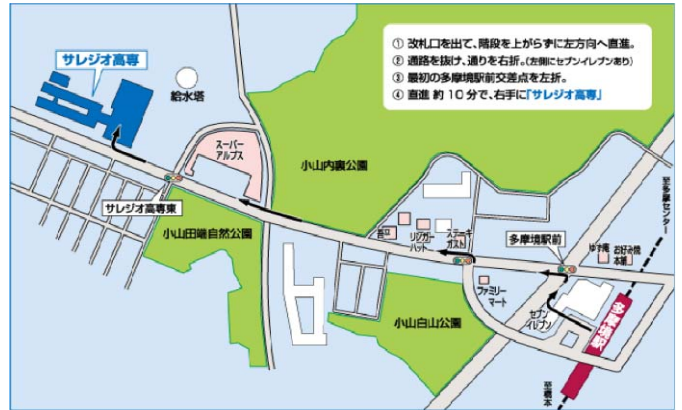 ① 改札口を出て、階段を上がらずに左方向へ直進。
② 通路を抜け、通りを右折。(左側にセブンイレブンあり)
③ 最初の多摩境駅前交差点を左折。
④ 直進 約10分で、右手に「サレジオ高専」
サレジオ高専
給水塔
スーパー
アルプス
小山内裏公園
サレジオ高専東
小山田端自然公園
リンガー
ハット
ステーキ
ガスト
多摩境駅前
ゆず庵
お好み焼
本舗
至多摩センター
ファミリー
マート
セブン
イレブン
小山白山公園
多摩境駅
至橋本